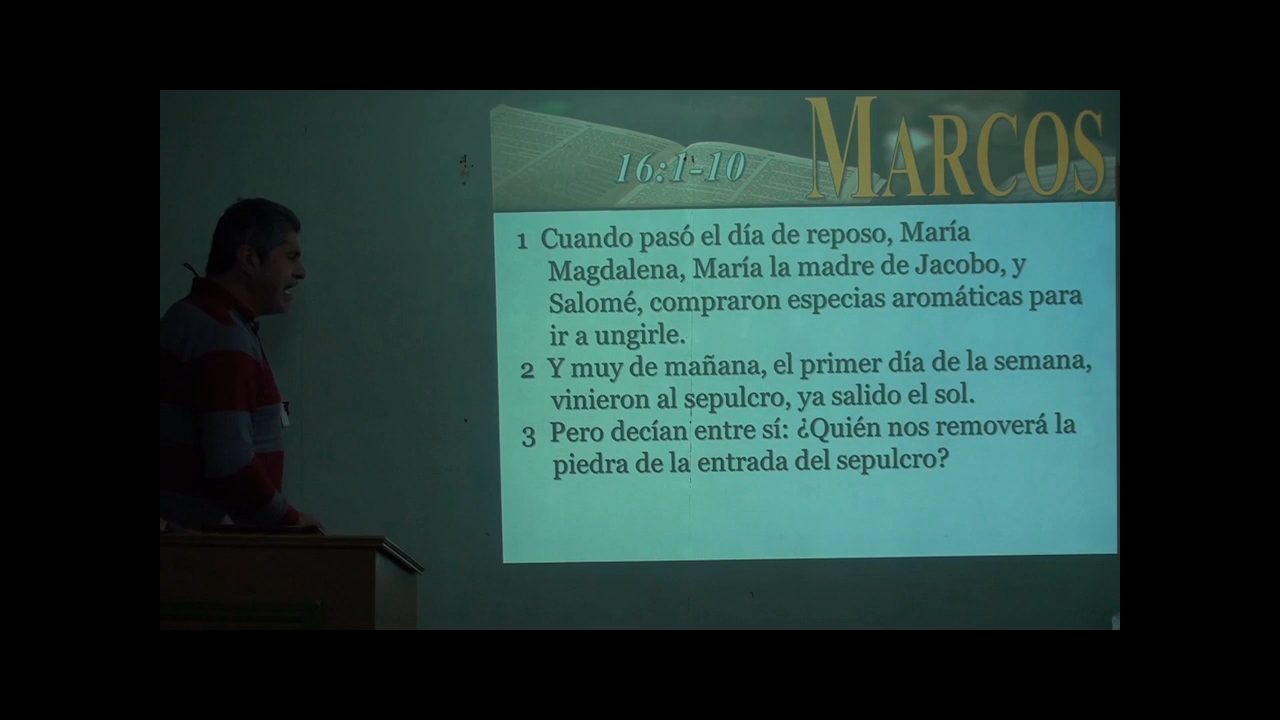 MARCOS
16:1-10
1 Cuando pasó el día de reposo, María
Magdalena, María la madre de Jacobo, y
Salomé, compraron especias aromáticas para
ir a ungirle.
2 Y muy de mañana, el primer día de la semana,
vinieron al sepulcro, ya salido el sol.
3 Pero decían entre sí: ¿Quién nos removerá la
piedra de la entrada del sepulcro?